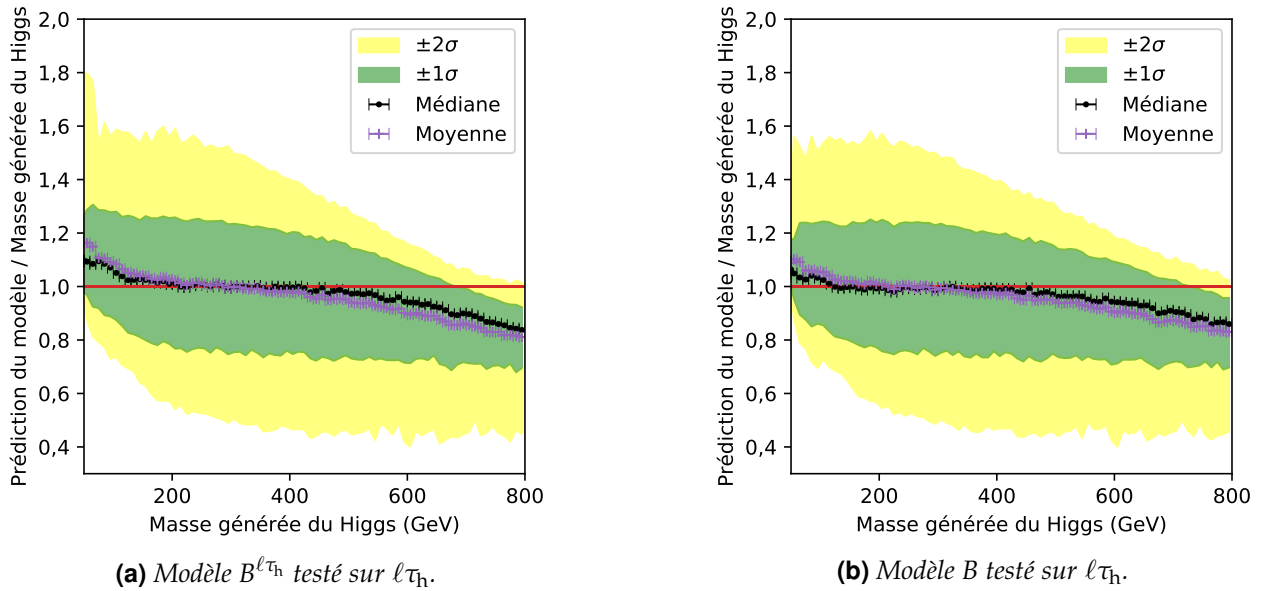 Prédiction du modèle / Masse générée du Higgs
2,0
1,8
1,6
1,4
1,2
1,0
0,8
0,6
0,4
±2σ
±1σ
Médiane
Moyenne
200
400
600
800
Masse générée du Higgs (GeV)
(a) Modèle B^{ℓτ_h} testé sur ℓτ_h.
Prédiction du modèle / Masse générée du Higgs
2,0
1,8
1,6
1,4
1,2
1,0
0,8
0,6
0,4
±2σ
±1σ
Médiane
Moyenne
200
400
600
800
Masse générée du Higgs (GeV)
(b) Modèle B testé sur ℓτ_h.